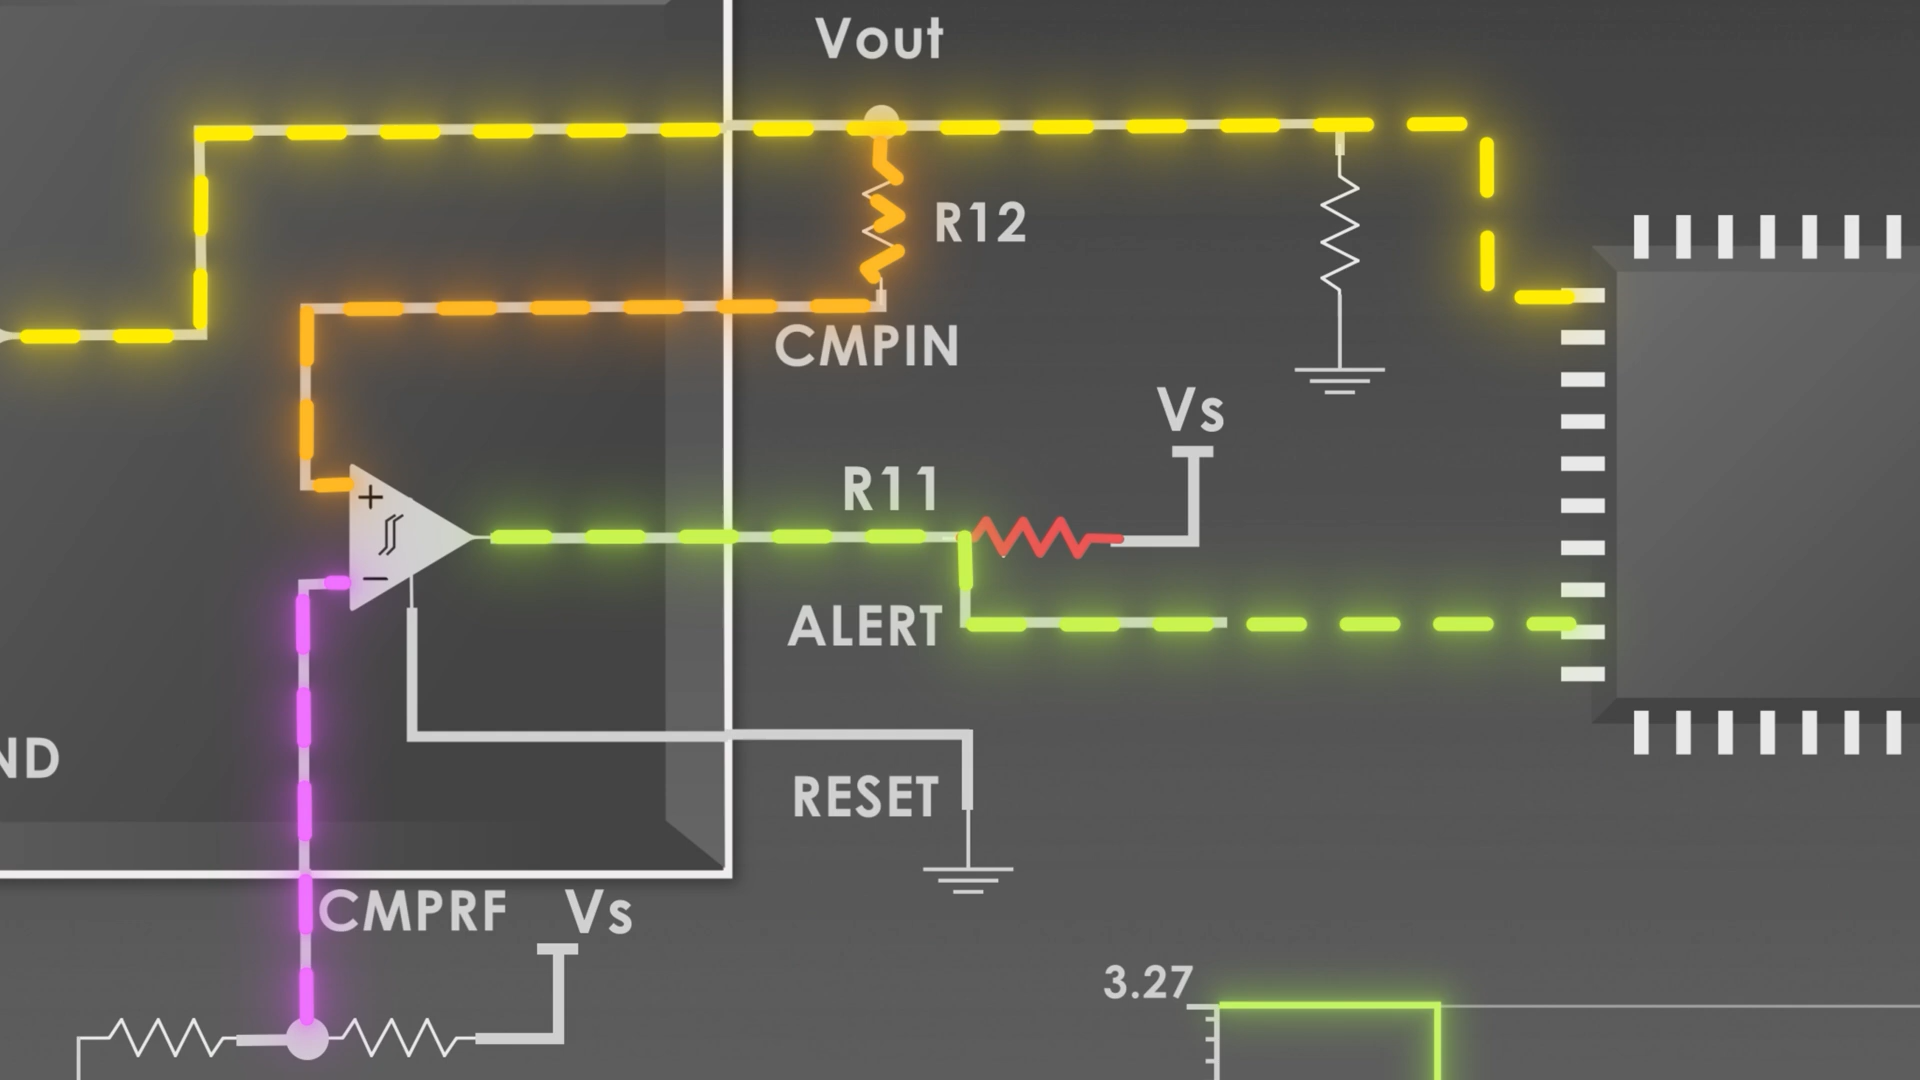 Vout
R12
CMPIN
Vs
R11
+
−
ALERT
ND
RESET
CMPRF
Vs
3.27